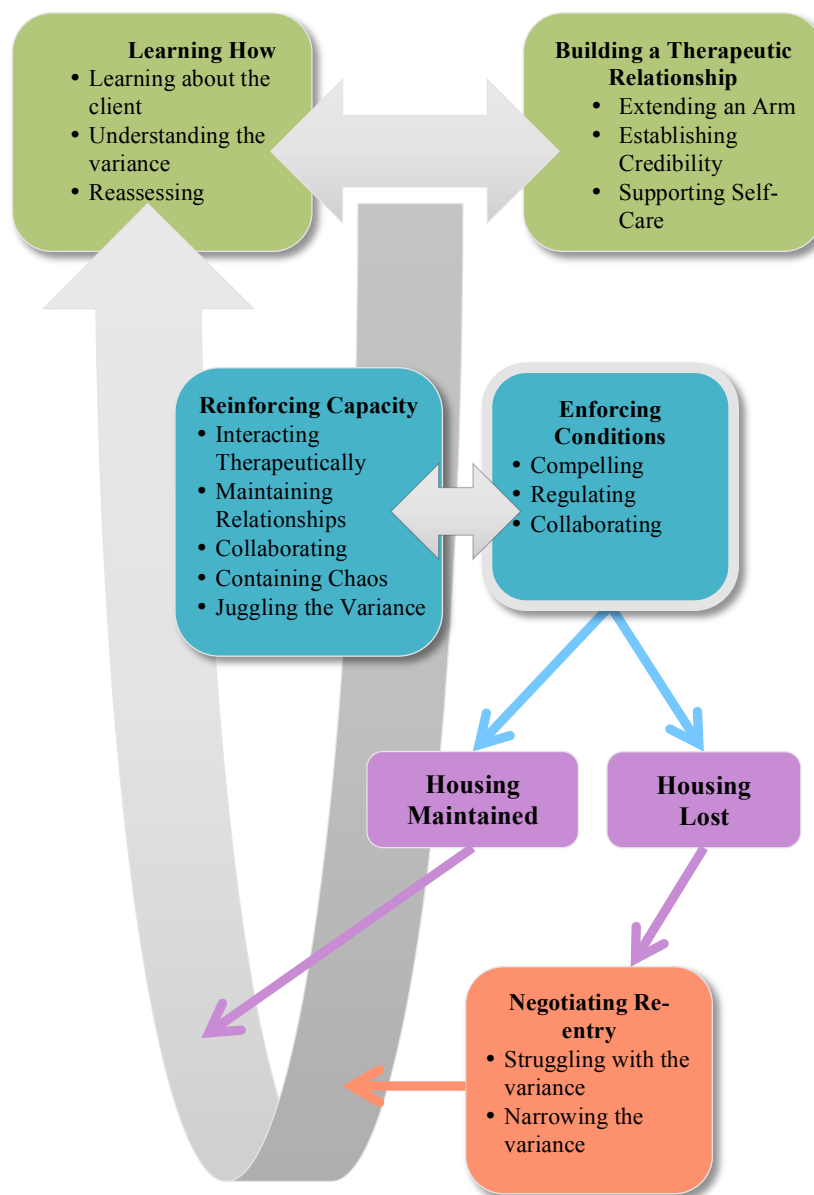 Learning How
• Learning about the
client
• Understanding the
variance
• Reassessing
Building a Therapeutic
Relationship
• Extending an Arm
• Establishing
Credibility
• Supporting Self-
Care
Reinforcing Capacity
• Interacting
Therapeutically
• Maintaining
Relationships
• Collaborating
• Containing Chaos
• Juggling the Variance
Enforcing
Conditions
• Compelling
• Regulating
• Collaborating
Housing
Maintained
Housing
Lost
Negotiating Re-
entry
• Struggling with the
variance
• Narrowing the
variance